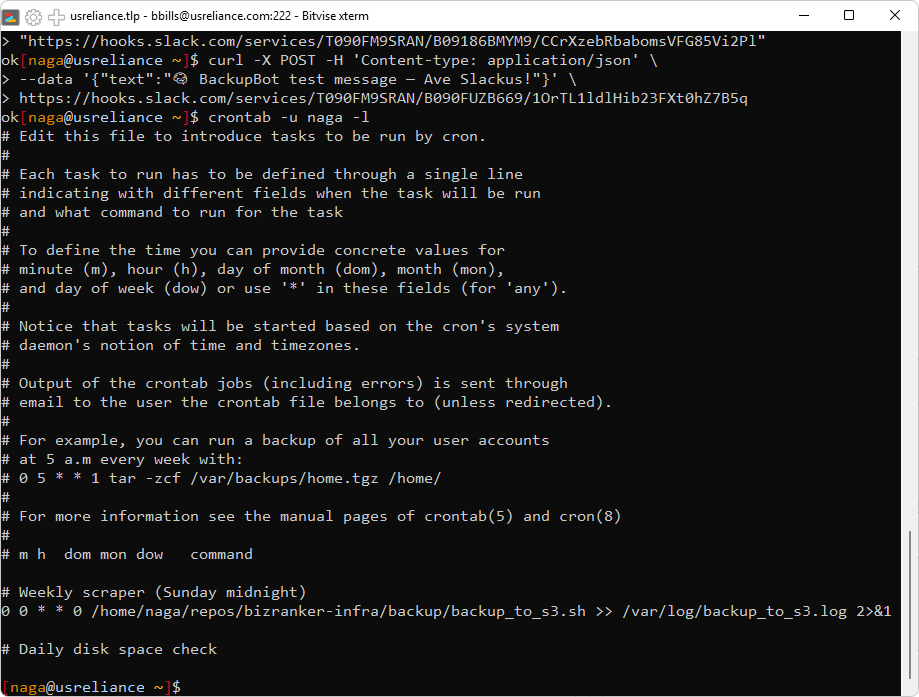 usreliance.tlp - bbills@usreliance.com:222 - Bitvise xterm
> "https://hooks.slack.com/services/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"
ok[naga@usreliance ~]$ curl -X POST -H 'Content-type: application/json' \
> --data '{"text":" BackupBot test message — Ave Slackus!"}' \
> https://hooks.slack.com/services/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
ok[naga@usreliance ~]$ crontab -u naga -l
# Edit this file to introduce tasks to be run by cron.
#
# Each task to run has to be defined through a single line
# indicating with different fields when the task will be run
# and what command to run for the task
#
# To define the time you can provide concrete values for
# minute (m), hour (h), day of month (dom), month (mon),
# and day of week (dow) or use '*' in these fields (for 'any').
#
# Notice that tasks will be started based on the cron's system
# daemon's notion of time and timezones.
#
# Output of the crontab jobs (including errors) is sent through
# email to the user the crontab file belongs to (unless redirected).
#
# For example, you can run a backup of all your user accounts
# at 5 a.m every week with:
# 0 5 * * 1 tar -zcf /var/backups/home.tgz /home/
#
# For more information see the manual pages of crontab(5) and cron(8)
#
# m h  dom mon dow   command
# Weekly scraper (Sunday midnight)
0 0 * * 0 /home/naga/repos/bizranker-infra/backup/backup_to_s3.sh >> /var/log/backup_to_s3.log 2>&1
# Daily disk space check
[naga@usreliance ~]$